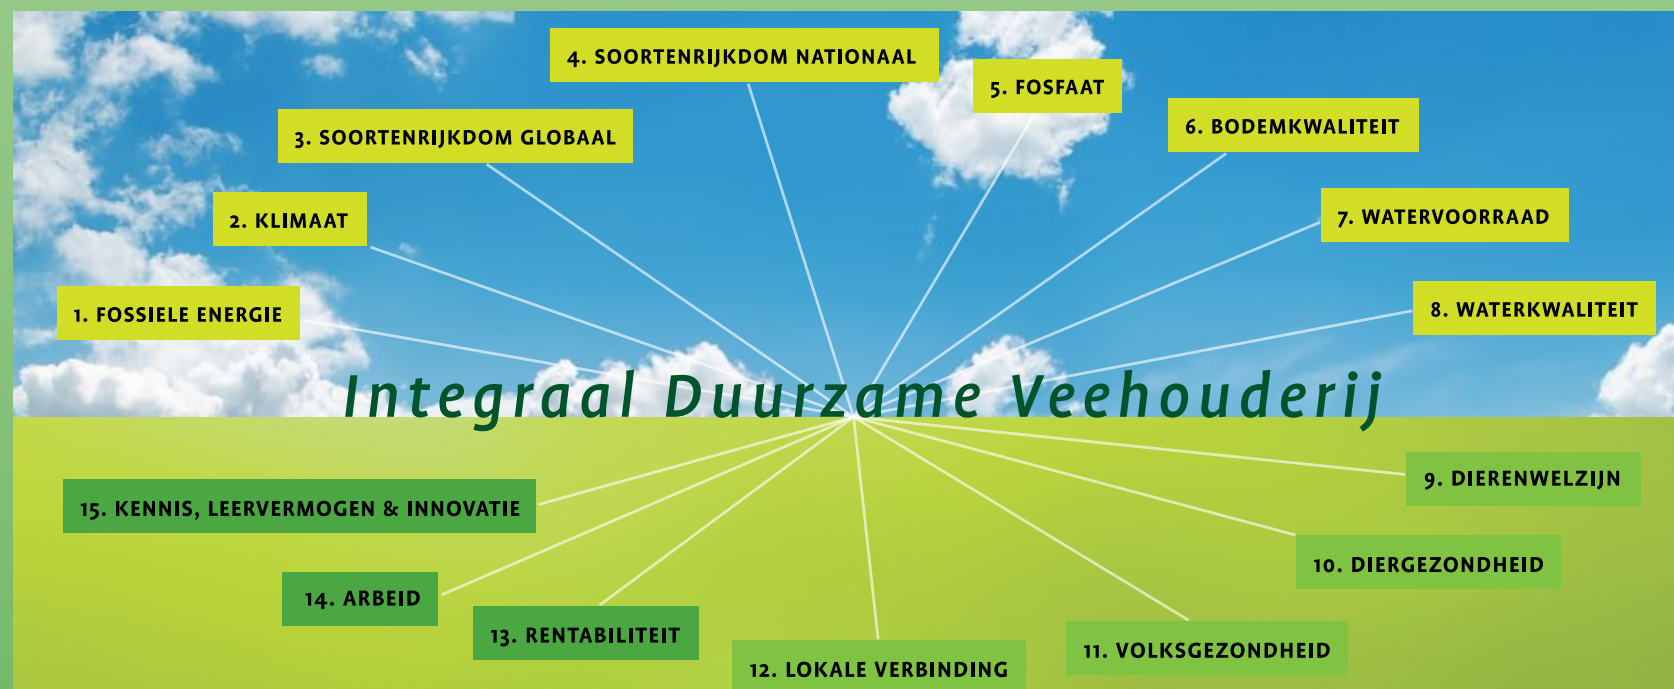 4. SOORTENRIJKDOM NATIONAAL
5. FOSFAAT
3. SOORTENRIJKDOM GLOBAAL
6. BODEMKWALITEIT
2. KLIMAAT
7. WATERVOORRAAD
1. FOSSIELE ENERGIE
8. WATERKWALITEIT
Integraal Duurzame Veehouderij
9. DIERENWELZIJN
15. KENNIS, LEERVERMOGEN & INNOVATIE
10. DIERGEZONDHEID
14. ARBEID
13. RENTABILITEIT
11. VOLKSGEZONDHEID
12. LOKALE VERBINDING